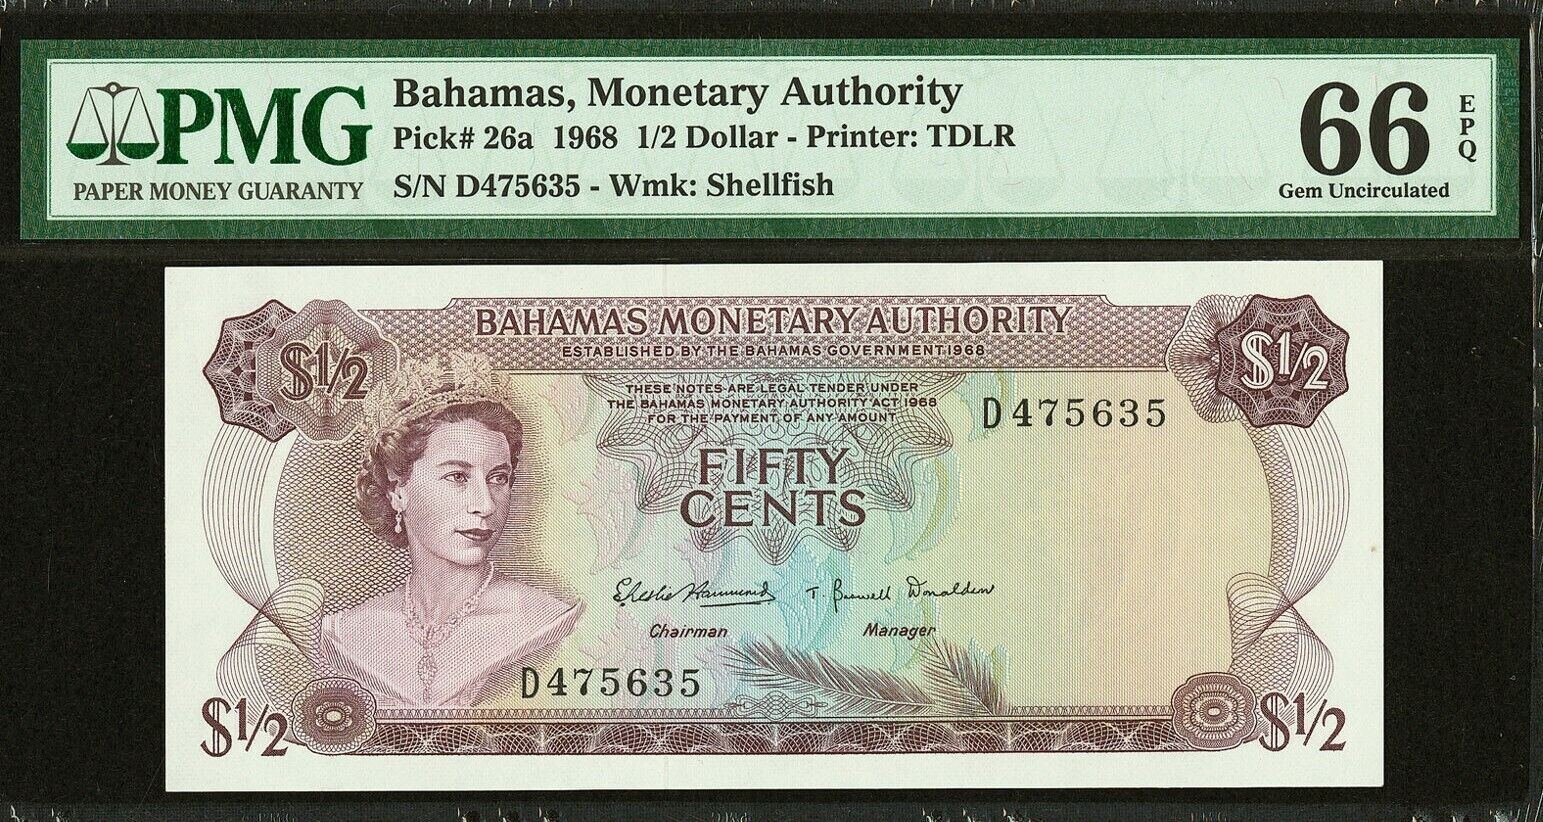 PMG
PAPER MONEY GUARANTY
Bahamas, Monetary Authority
Pick# 26a 1968 1/2 Dollar - Printer: TDLR
S/N D475635 - Wmk: Shellfish
66
EPQ
Gem Uncirculated
BAHAMAS MONETARY AUTHORITY
ESTABLISHED BY THE BAHAMAS GOVERNMENT 1968
$1/2
$1/2
THESE NOTES ARE LEGAL TENDER UNDER
THE BAHAMAS MONETARY AUTHORITY ACT 1968
FOR THE PAYMENT OF ANY AMOUNT
D475635
FIFTY
CENTS
T. Burwell Donaldson
Chairman
Manager
D475635
$1/2
$1/2